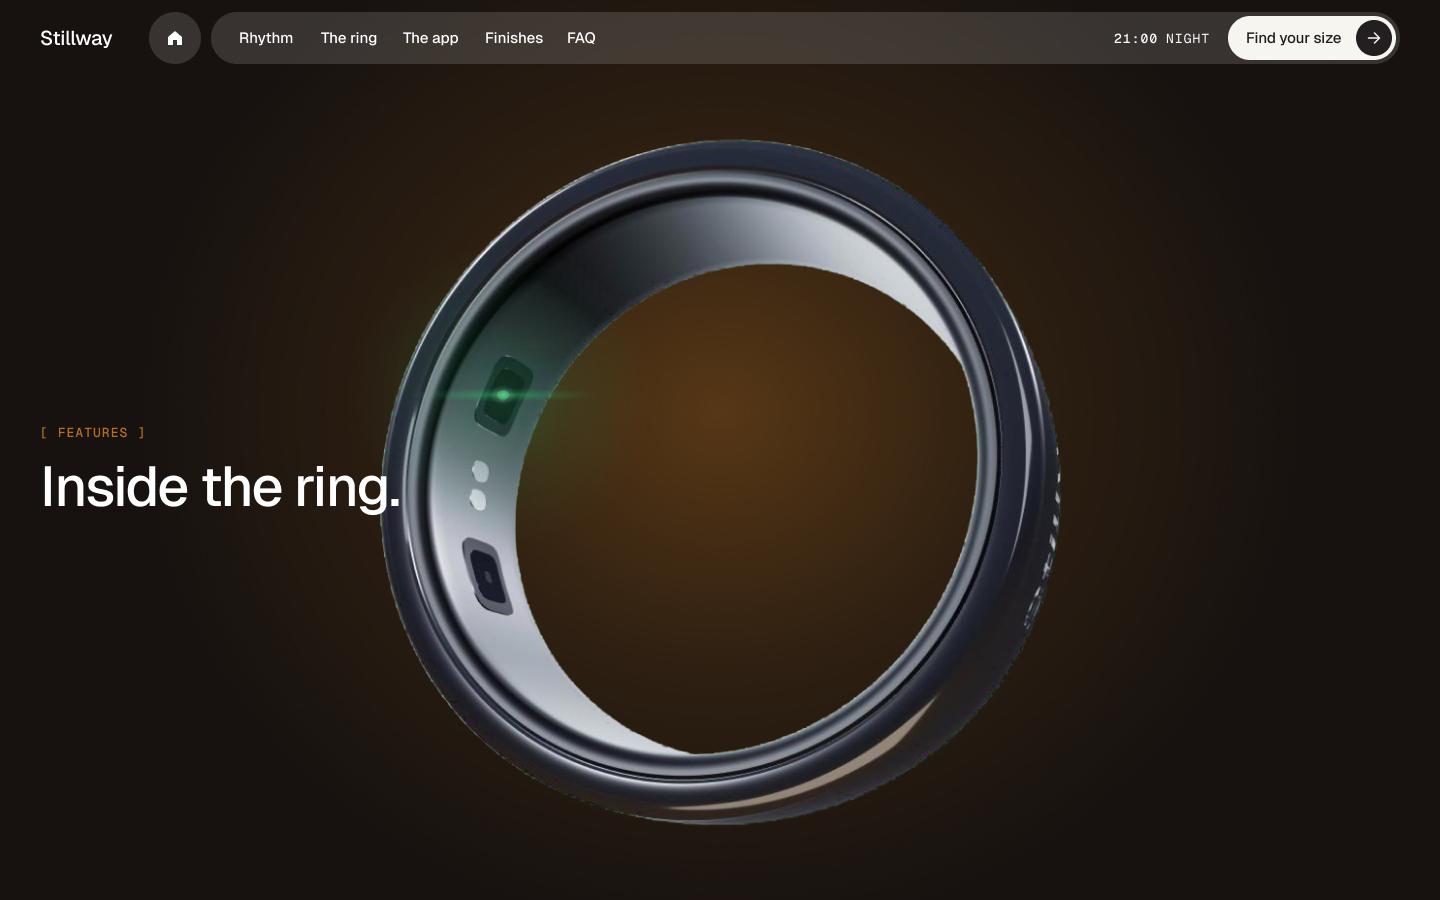 Stillway
Rhythm
The ring
The app
Finishes
FAQ
21:00 NIGHT
Find your size
[ FEATURES ]
Inside the ring.